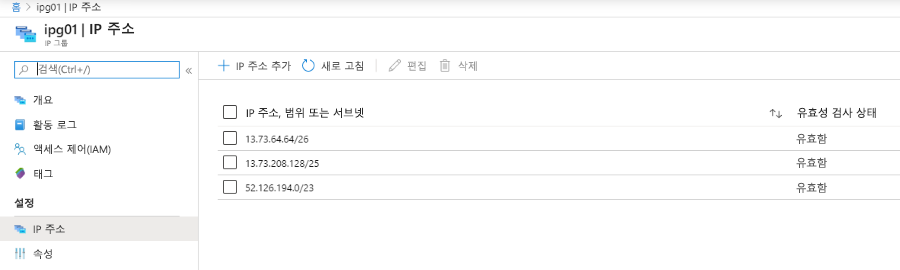 홈 > ipg01 | IP 주소
ipg01 | IP 주소
IP 그룹
검색(Ctrl+/)
«
개요
활동 로그
액세스 제어(IAM)
태그
설정
IP 주소
속성
+ IP 주소 추가 새로 고침 편집 삭제
IP 주소, 범위 또는 서브넷 ↑↓ 유효성 검사 상태
13.73.64.64/26 유효함
13.73.208.128/25 유효함
52.126.194.0/23 유효함